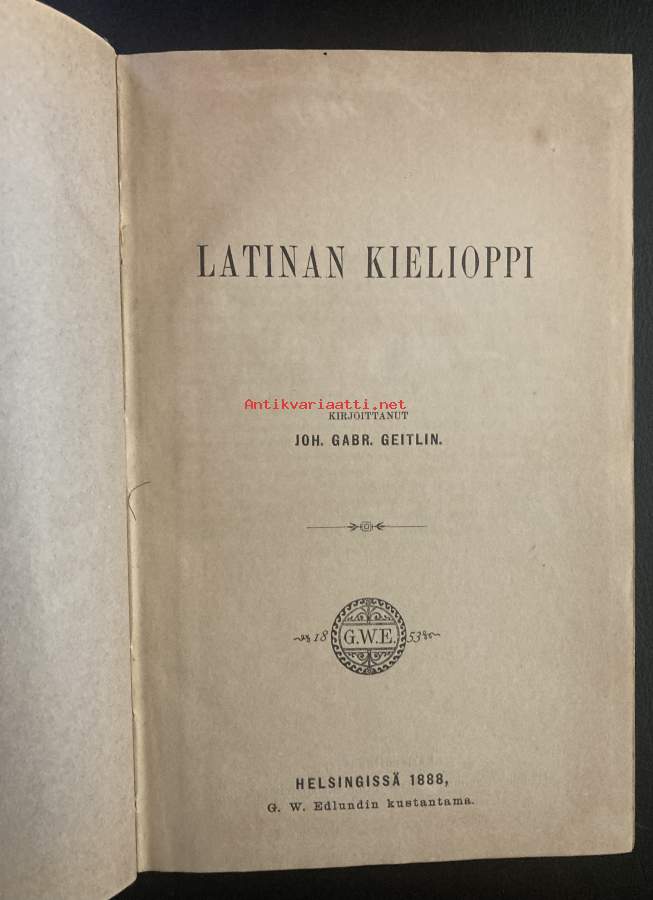 LATINAN KIELIOPPI
Antikvariaatti.net
KIRJOITTANUT
JOH. GABR. GEITLIN.
18 G.W.E. 53
HELSINGISSÄ 1888,
G. W. Edlundin kustantama.